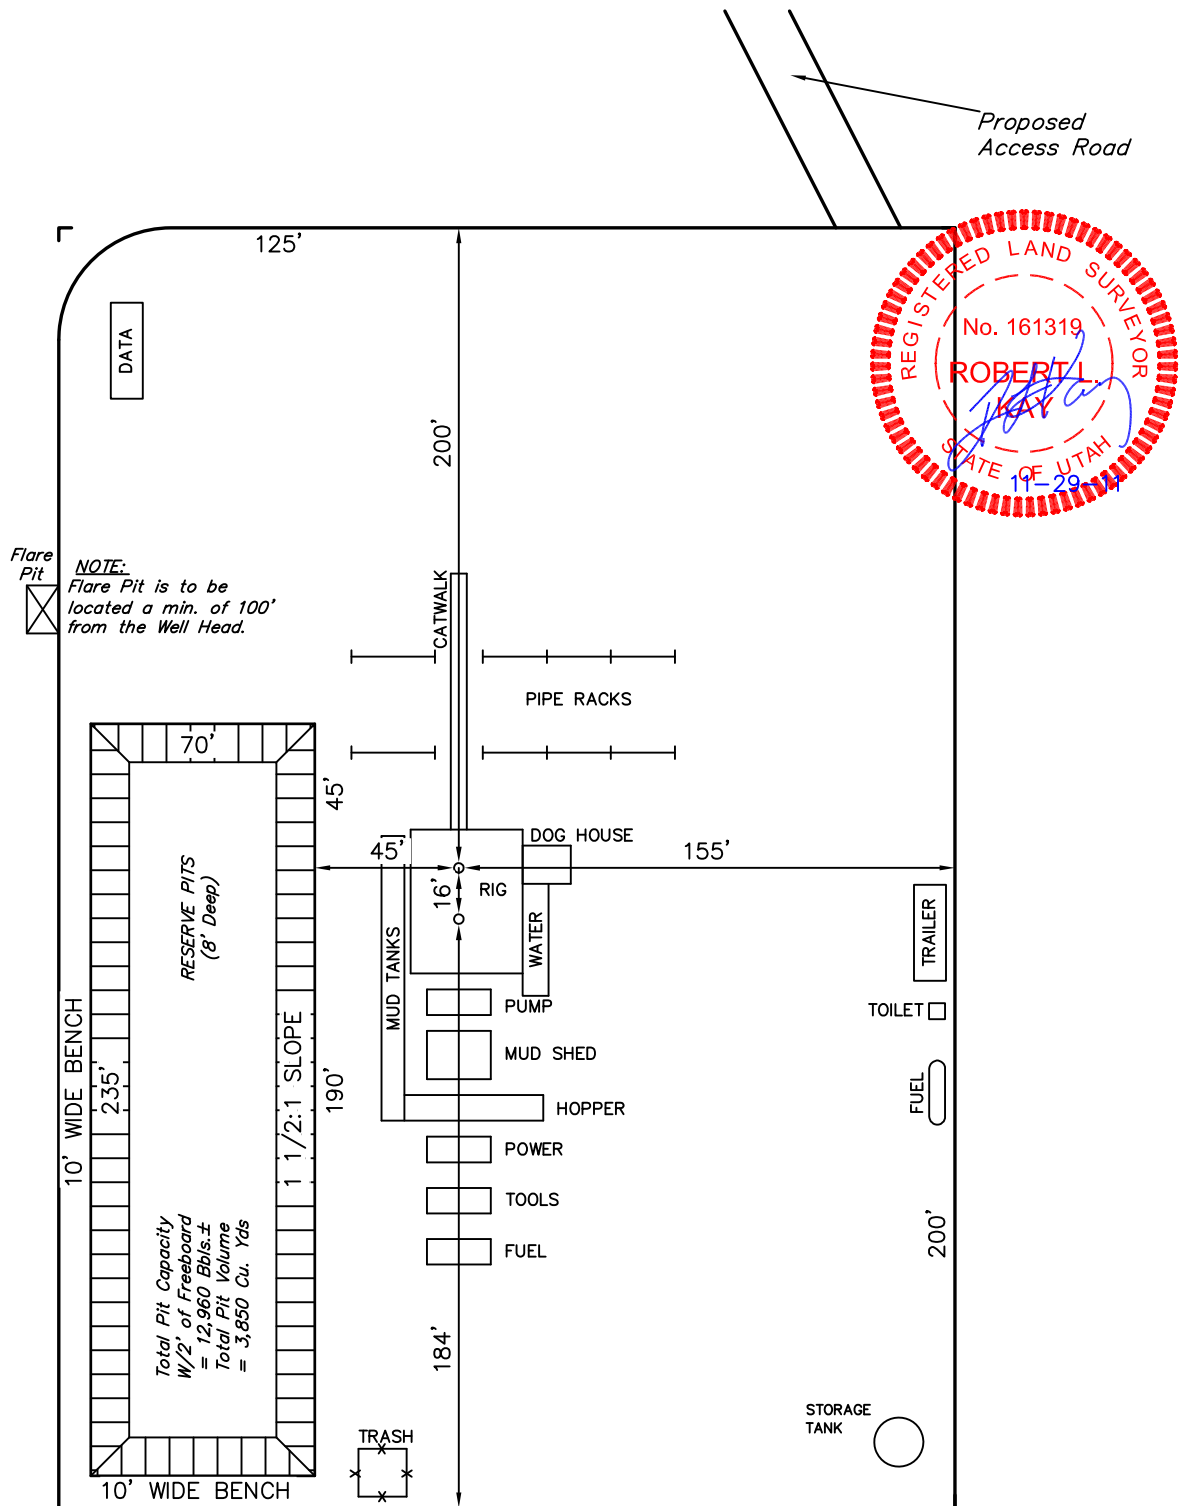 Proposed
Access Road
125'
REGISTERED LAND SURVEYOR
No. 161319
ROBERT L.
KAY
STATE OF UTAH
11-29-11
DATA
200'
Flare
Pit
NOTE:
Flare Pit is to be
located a min. of 100'
from the Well Head.
CATWALK
PIPE RACKS
70'
45'
DOG HOUSE
45'
155'
16'
RIG
RESERVE PITS
(8' Deep)
MUD TANKS
WATER
TRAILER
PUMP
TOILET
MUD SHED
10' WIDE BENCH
235'
1 1/2:1 SLOPE
190'
FUEL
HOPPER
POWER
TOOLS
200'
FUEL
Total Pit Capacity
W/2' of Freeboard
= 12,960 Bbls.±
Total Pit Volume
= 3,850 Cu. Yds
184'
STORAGE
TANK
TRASH
10' WIDE BENCH